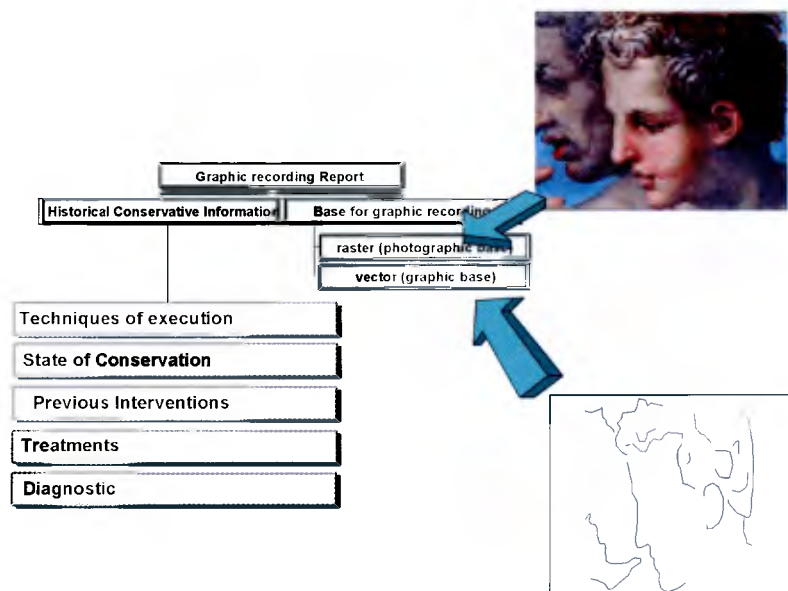 Graphic recording Report
Historical Conservative Information
Base for graphic recording
raster (photographic base)
vector (graphic base)
Techniques of execution
State of Conservation
Previous Interventions
Treatments
Diagnostic